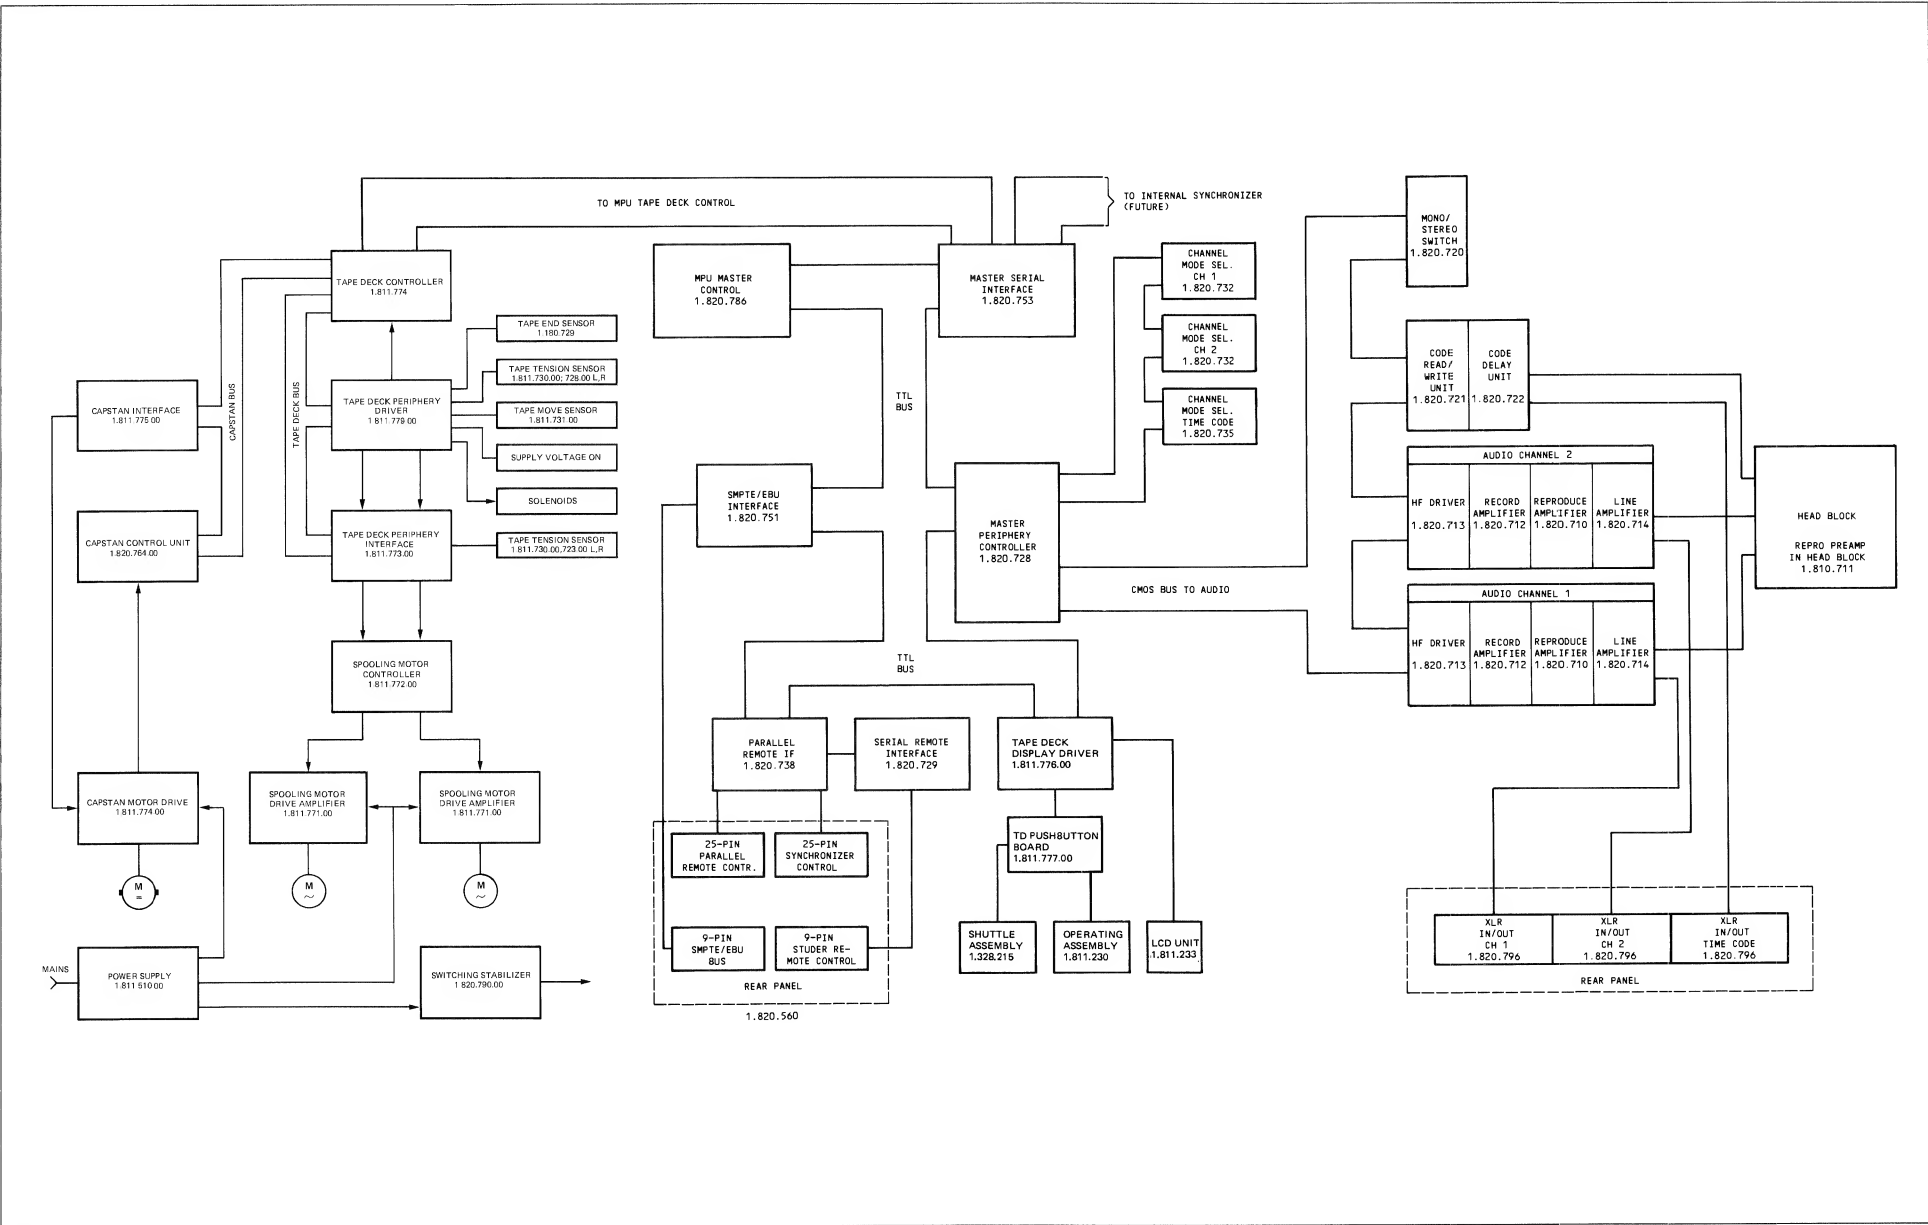 TO MPU TAPE DECK CONTROL
TO INTERNAL SYNCHRONIZER
(FUTURE)
TAPE DECK CONTROLLER
1.811.774
CAPSTAN BUS
TAPE DECK BUS
TAPE END SENSOR
1.180.729
TAPE TENSION SENSOR
1.811.730.00; 728.00 L,R
TAPE MOVE SENSOR
1.811.731 00
SUPPLY VOLTAGE ON
SOLENOIDS
TAPE TENSION SENSOR
1.811.730.00,723.00 L,R
CAPSTAN INTERFACE
1.811.775 00
TAPE DECK PERIPHERY
DRIVER
1.811.779 00
CAPSTAN CONTROL UNIT
1.820.764.00
TAPE DECK PERIPHERY
INTERFACE
1.811.773.00
SPOOLING MOTOR
CONTROLLER
1.811.772.00
CAPSTAN MOTOR DRIVE
1.811.774 00
SPOOLING MOTOR
DRIVE AMPLIFIER
1.811.771.00
SPOOLING MOTOR
DRIVE AMPLIFIER
1.811.771.00
M
=
M
~
M
~
MAINS
POWER SUPPLY
1.811 510 00
SWITCHING STABILIZER
1 820.790.00
MPU MASTER
CONTROL
1.820.786
MASTER SERIAL
INTERFACE
1.820.753
CHANNEL
MODE SEL.
CH 1
1.820.732
CHANNEL
MODE SEL.
CH 2
1.820.732
CHANNEL
MODE SEL.
TIME CODE
1.820.735
TTL
BUS
SMPTE/EBU
INTERFACE
1.820.751
MASTER
PERIPHERY
CONTROLLER
1.820.728
CMOS BUS TO AUDIO
TTL
BUS
PARALLEL
REMOTE IF
1.820.738
SERIAL REMOTE
INTERFACE
1.820.729
TAPE DECK
DISPLAY DRIVER
1.811.776.00
25-PIN
PARALLEL
REMOTE CONTR.
25-PIN
SYNCHRONIZER
CONTROL
9-PIN
SMPTE/EBU
BUS
9-PIN
STUDER RE-
MOTE CONTROL
REAR PANEL
1.820.560
TD PUSHBUTTON
BOARD
1.811.777.00
SHUTTLE
ASSEMBLY
1.328.215
OPERATING
ASSEMBLY
1.811.230
LCD UNIT
1.811.233
MONO/
STEREO
SWITCH
1.820.720
CODE
READ/
WRITE
UNIT
1.820.721
CODE
DELAY
UNIT
1.820.722
AUDIO CHANNEL 2
HF DRIVER
1.820.713
RECORD
AMPLIFIER
1.820.712
REPRODUCE
AMPLIFIER
1.820.710
LINE
AMPLIFIER
1.820.714
AUDIO CHANNEL 1
HF DRIVER
1.820.713
RECORD
AMPLIFIER
1.820.712
REPRODUCE
AMPLIFIER
1.820.710
LINE
AMPLIFIER
1.820.714
HEAD BLOCK
REPRO PREAMP
IN HEAD BLOCK
1.810.711
XLR
IN/OUT
CH 1
1.820.796
XLR
IN/OUT
CH 2
1.820.796
XLR
IN/OUT
TIME CODE
1.820.796
REAR PANEL